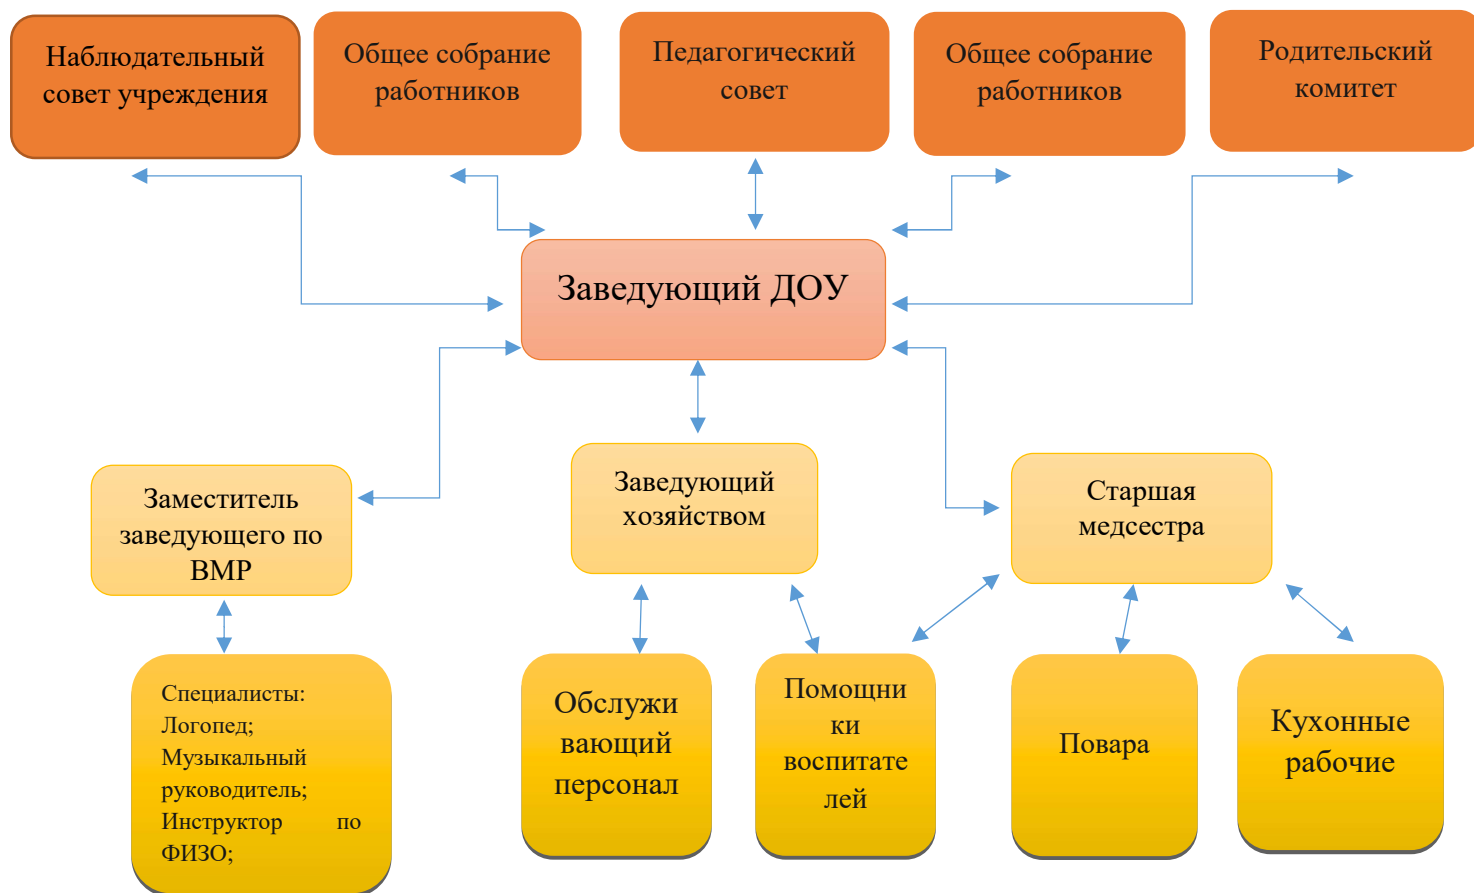 Наблюдательный
совет учреждения
Общее собрание
работников
Педагогический
совет
Общее собрание
работников
Родительский
комитет
Заведующий ДОУ
Заместитель
заведующего по
ВМР
Заведующий
хозяйством
Старшая
медсестра
Специалисты:
Логопед;
Музыкальный
руководитель;
Инструктор по
ФИЗО;
Обслужи
вающий
персонал
Помощни
ки
воспитате
лей
Повара
Кухонные
рабочие